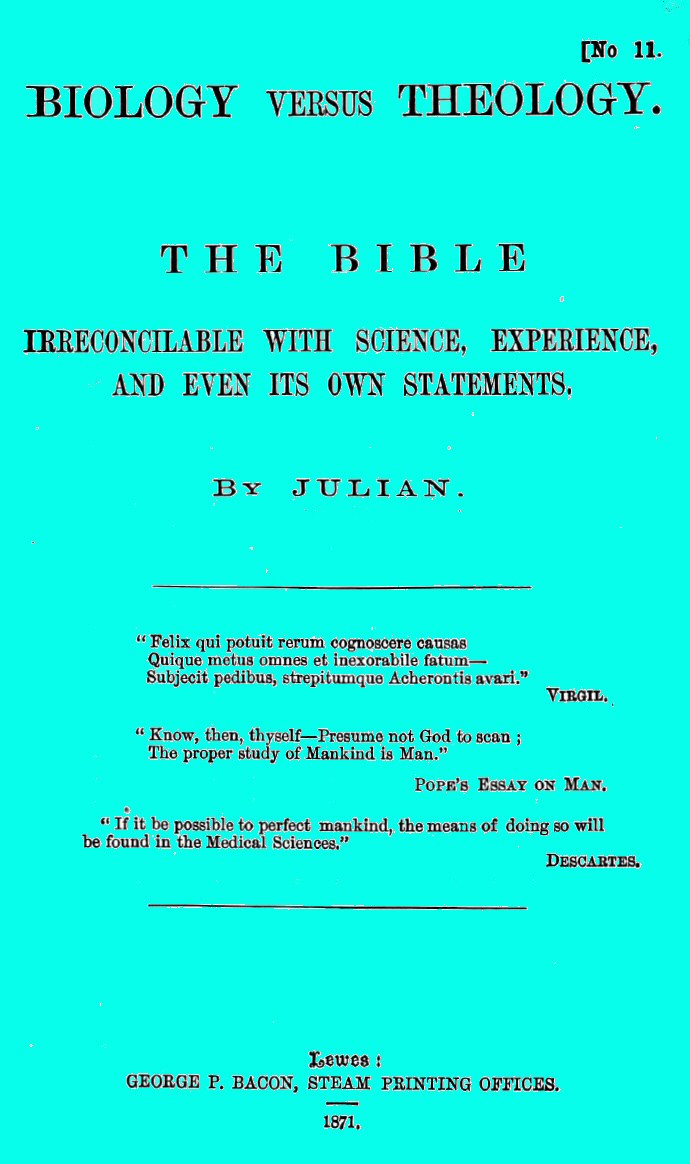 [No 11.
BIOLOGY VERSUS THEOLOGY.
THE BIBLE
IRRECONCILABLE WITH SCIENCE, EXPERIENCE,
AND EVEN ITS OWN STATEMENTS.
BY JULIAN.
“ Felix qui potuit rerum cognoscere causas
Quique metus omnes et inexorabile fatum—
Subjecit pedibus, strepitumque Acherontis avari.”
VIRGIL.
“ Know, then, thyself—Presume not God to scan ;
The proper study of Mankind is Man.”
POPE’S ESSAY ON MAN.
“ If it be possible to perfect mankind, the means of doing so will
be found in the Medical Sciences.”
DESCARTES.
Lewes :
GEORGE P. BACON, STEAM PRINTING OFFICES.
1871.